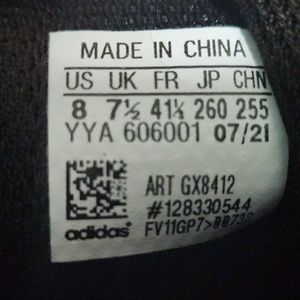 MADE IN CHINA
US UK FR JP CHN
8 7½ 41⅓ 260 255
YYA 606001 07/21
ART GX8412
#128330544
adidas